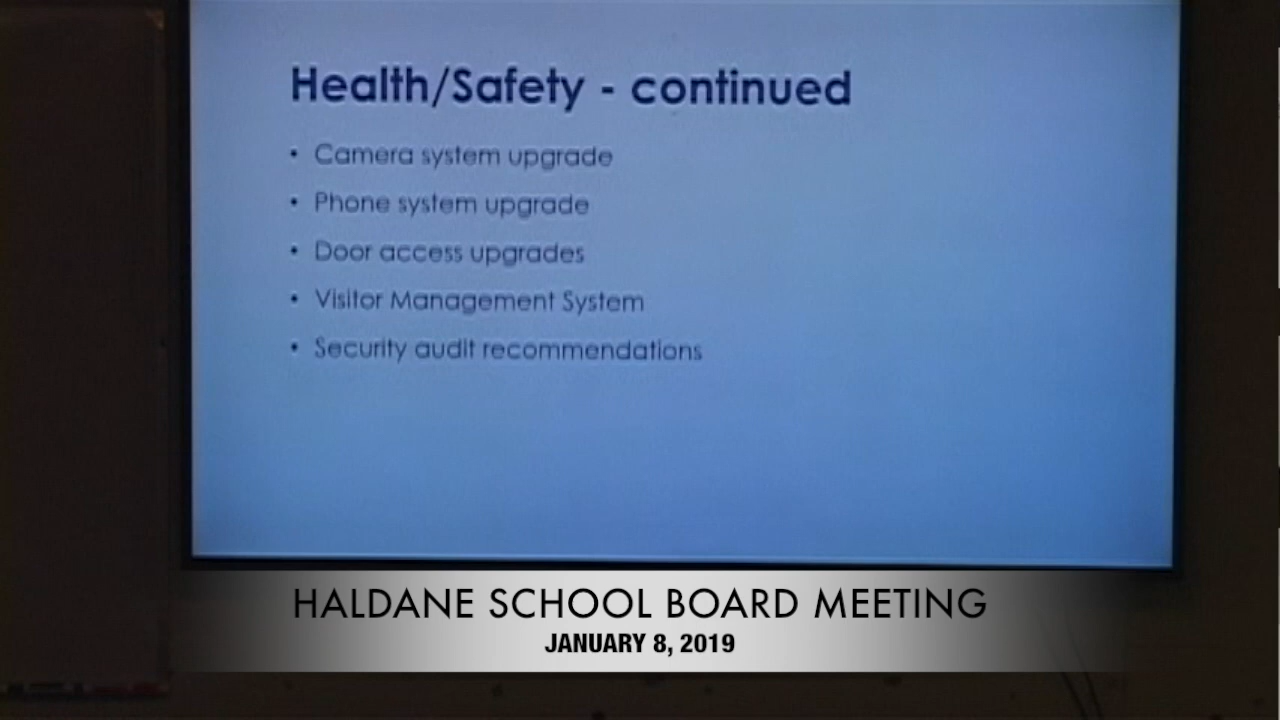 Health/Safety - continued
• Camera system upgrade
• Phone system upgrade
• Door access upgrades
• Visitor Management System
• Security audit recommendations
HALDANE SCHOOL BOARD MEETING
JANUARY 8, 2019